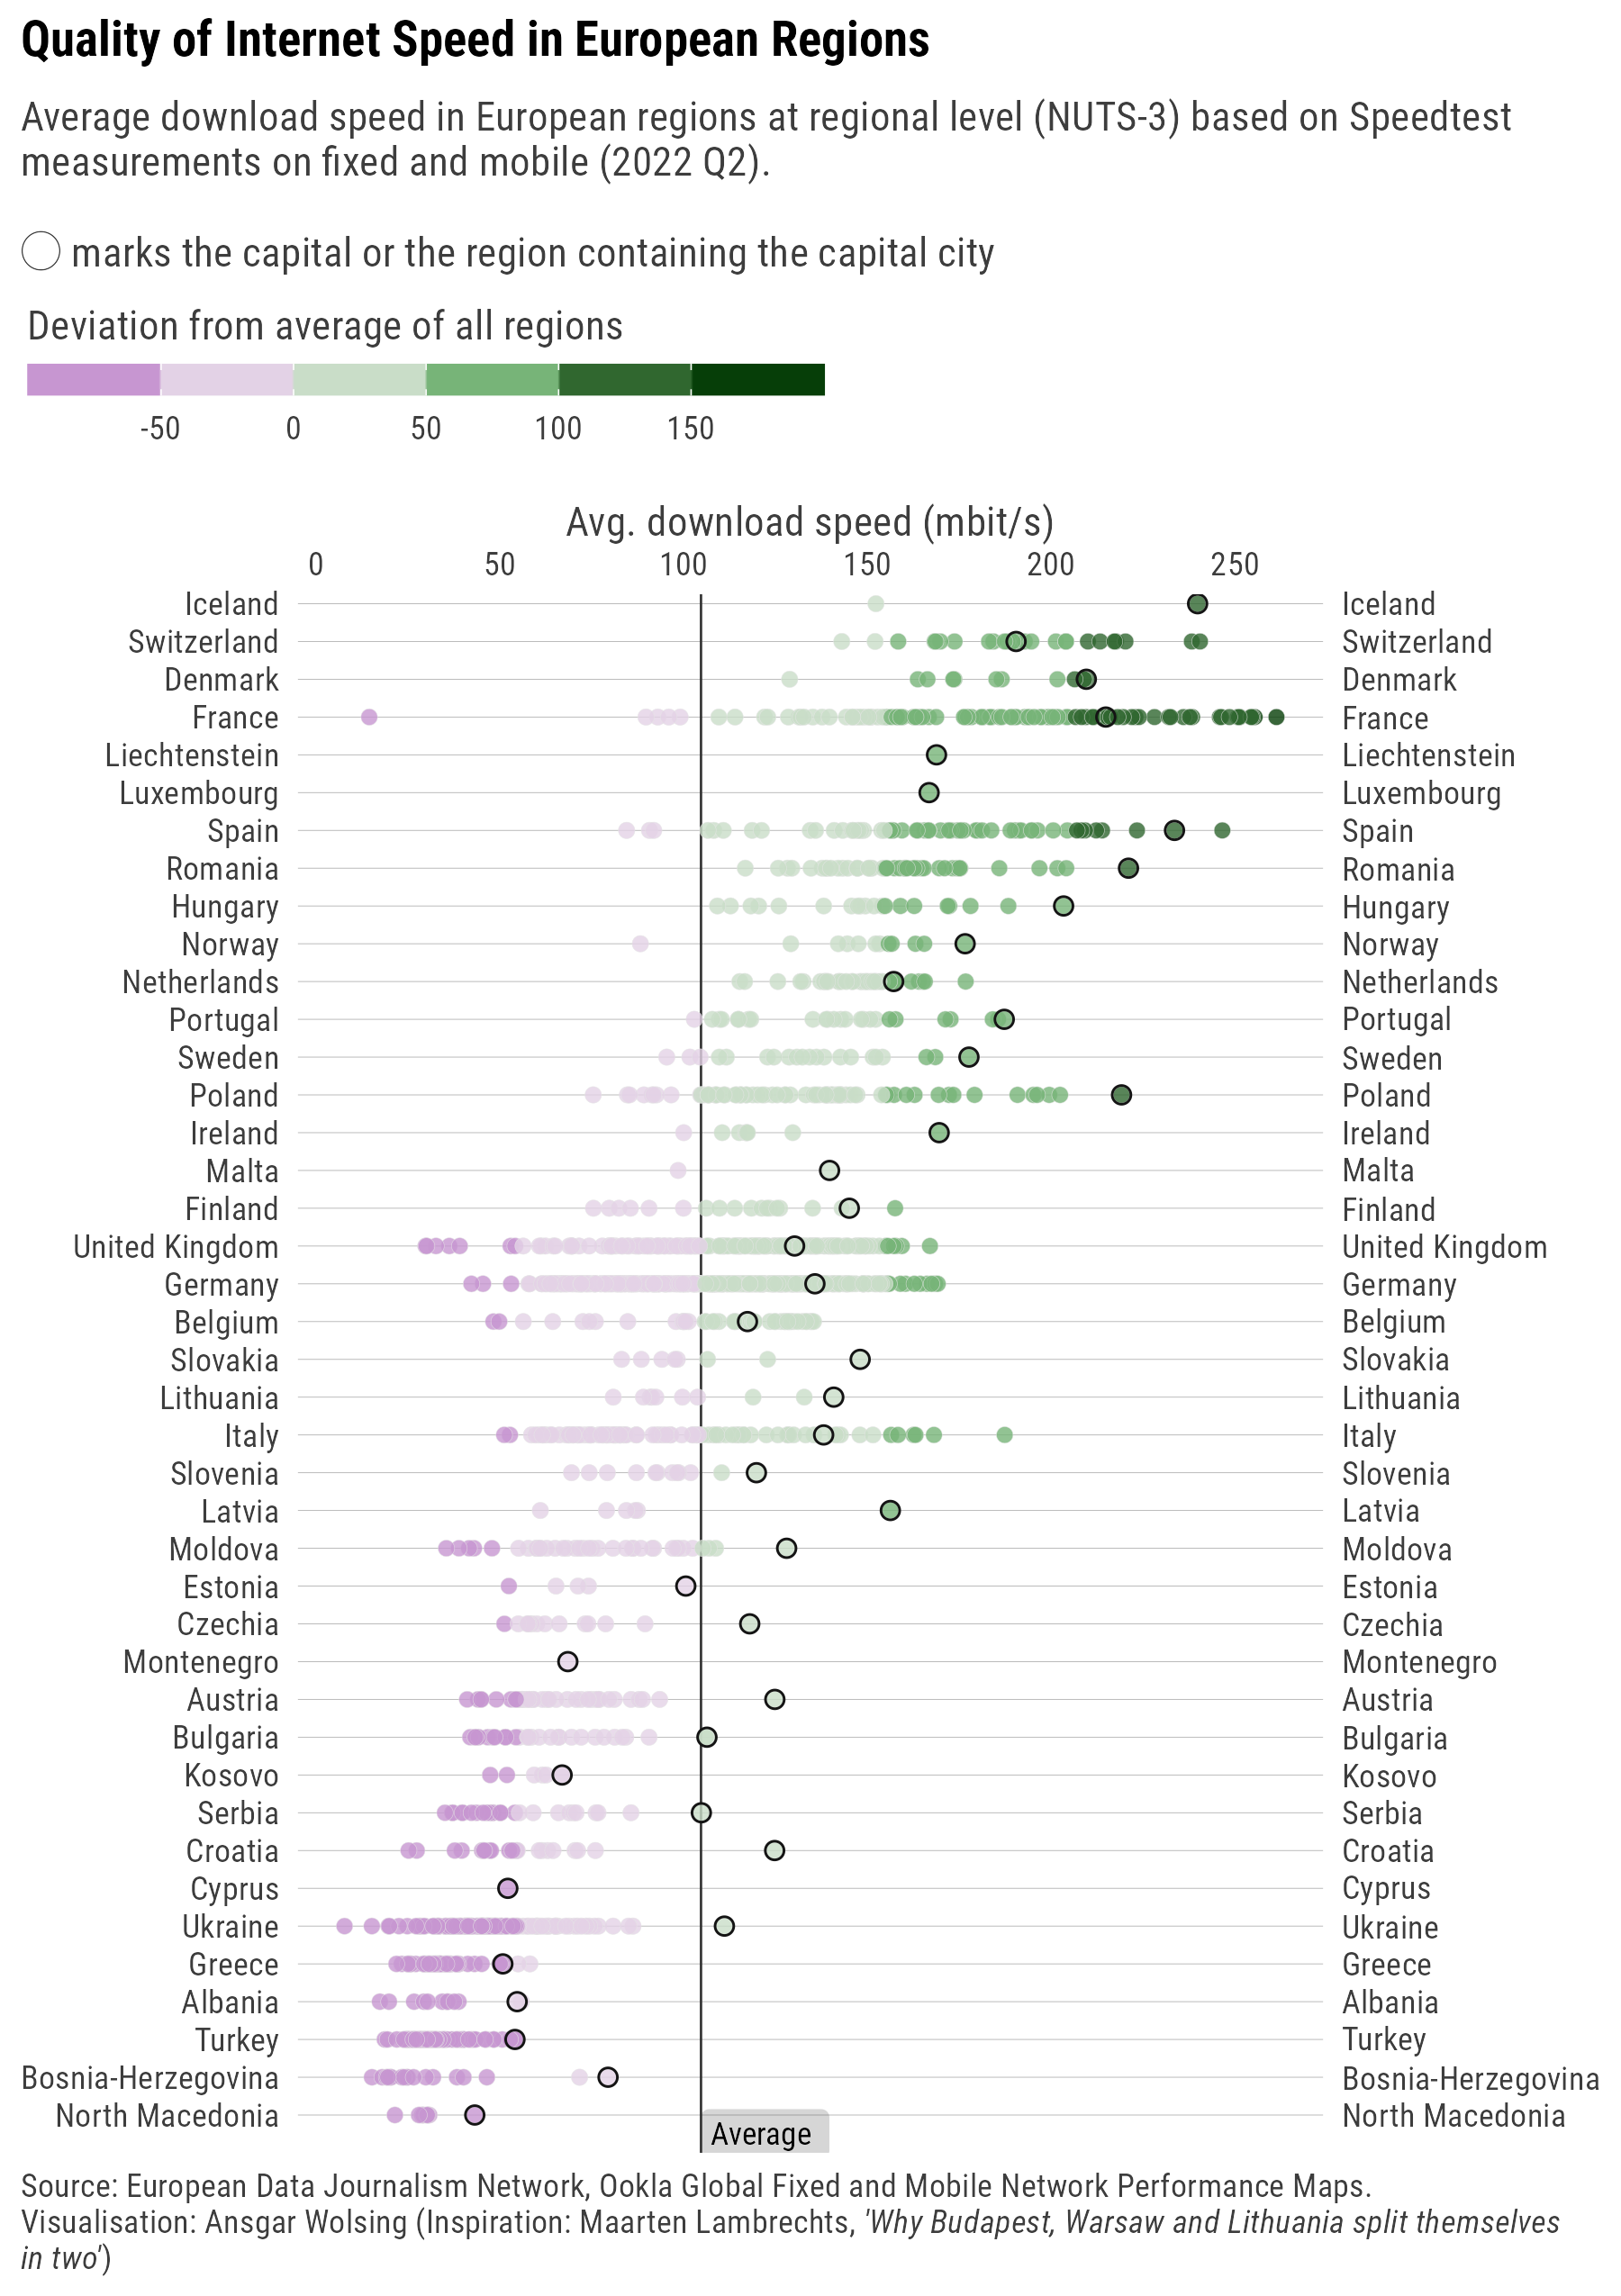 Quality of Internet Speed in European Regions
Average download speed in European regions at regional level (NUTS-3) based on Speedtest
measurements on fixed and mobile (2022 Q2).
marks the capital or the region containing the capital city
Deviation from average of all regions
-50 0 50 100 150
Avg. download speed (mbit/s)
0 50 100 150 200 250
Iceland Iceland
Switzerland Switzerland
Denmark Denmark
France France
Liechtenstein Liechtenstein
Luxembourg Luxembourg
Spain Spain
Romania Romania
Hungary Hungary
Norway Norway
Netherlands Netherlands
Portugal Portugal
Sweden Sweden
Poland Poland
Ireland Ireland
Malta Malta
Finland Finland
United Kingdom United Kingdom
Germany Germany
Belgium Belgium
Slovakia Slovakia
Lithuania Lithuania
Italy Italy
Slovenia Slovenia
Latvia Latvia
Moldova Moldova
Estonia Estonia
Czechia Czechia
Montenegro Montenegro
Austria Austria
Bulgaria Bulgaria
Kosovo Kosovo
Serbia Serbia
Croatia Croatia
Cyprus Cyprus
Ukraine Ukraine
Greece Greece
Albania Albania
Turkey Turkey
Bosnia-Herzegovina Bosnia-Herzegovina
North Macedonia North Macedonia
Average
Source: European Data Journalism Network, Ookla Global Fixed and Mobile Network Performance Maps.
Visualisation: Ansgar Wolsing (Inspiration: Maarten Lambrechts, 'Why Budapest, Warsaw and Lithuania split themselves
in two')